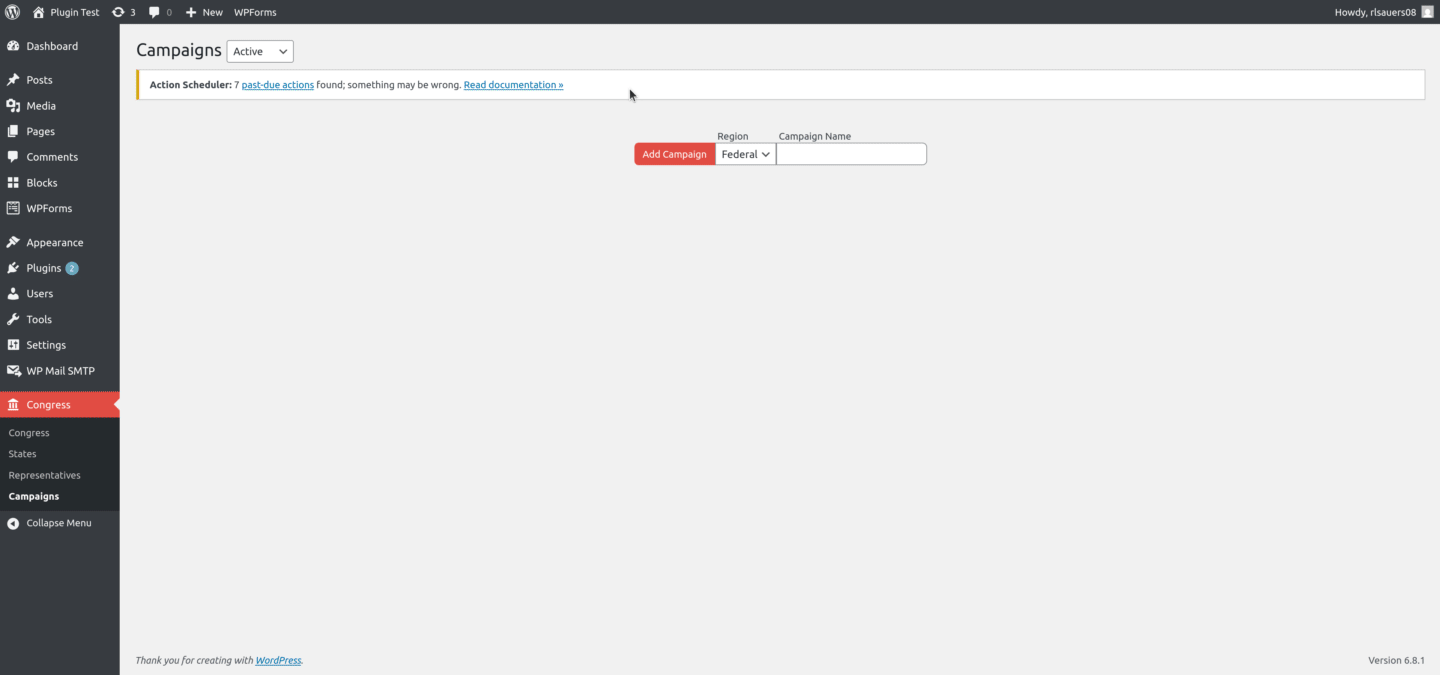 Plugin Test 3 0 New WPForms Howdy, rlsauers08
Dashboard
Posts
Media
Pages
Comments
Blocks
WPForms
Appearance
Plugins 2
Users
Tools
Settings
WP Mail SMTP
Congress
Congress
States
Representatives
Campaigns
Collapse Menu
Campaigns Active
Action Scheduler: 7 past-due actions found; something may be wrong. Read documentation »
Region Campaign Name
Add Campaign Federal
Thank you for creating with WordPress. Version 6.8.1